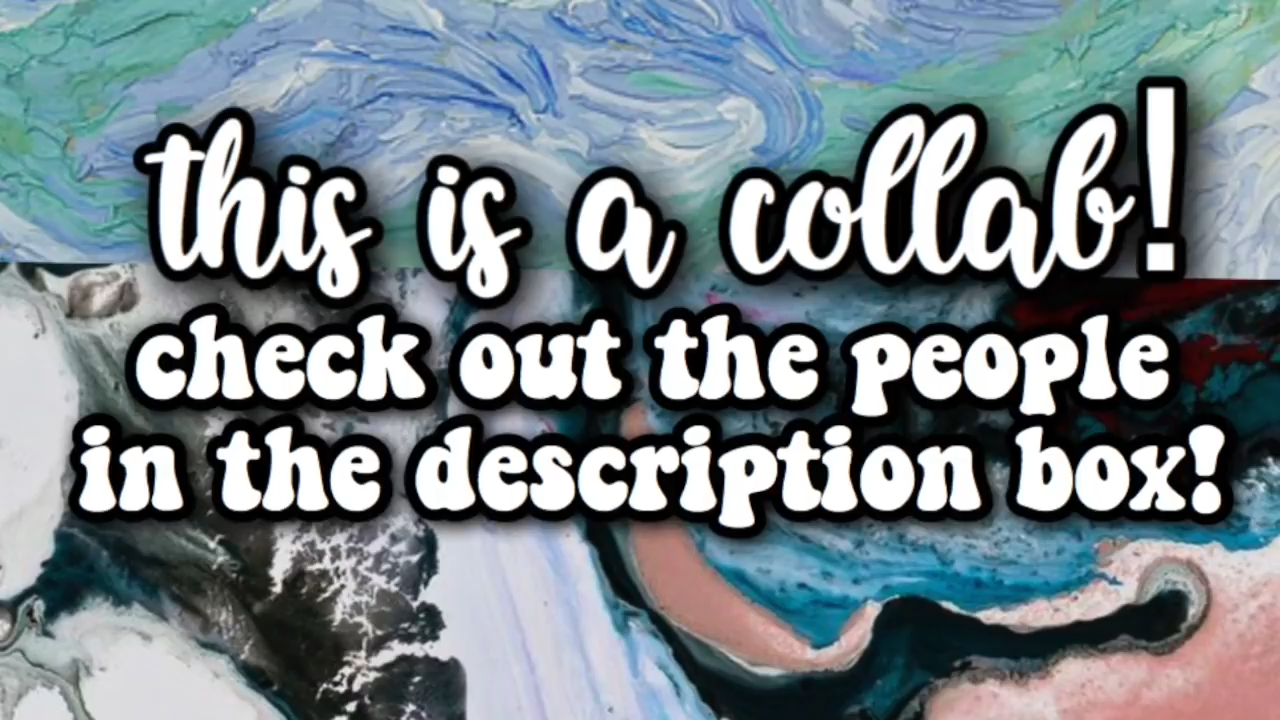 this is a collab!
check out the people
in the description box!